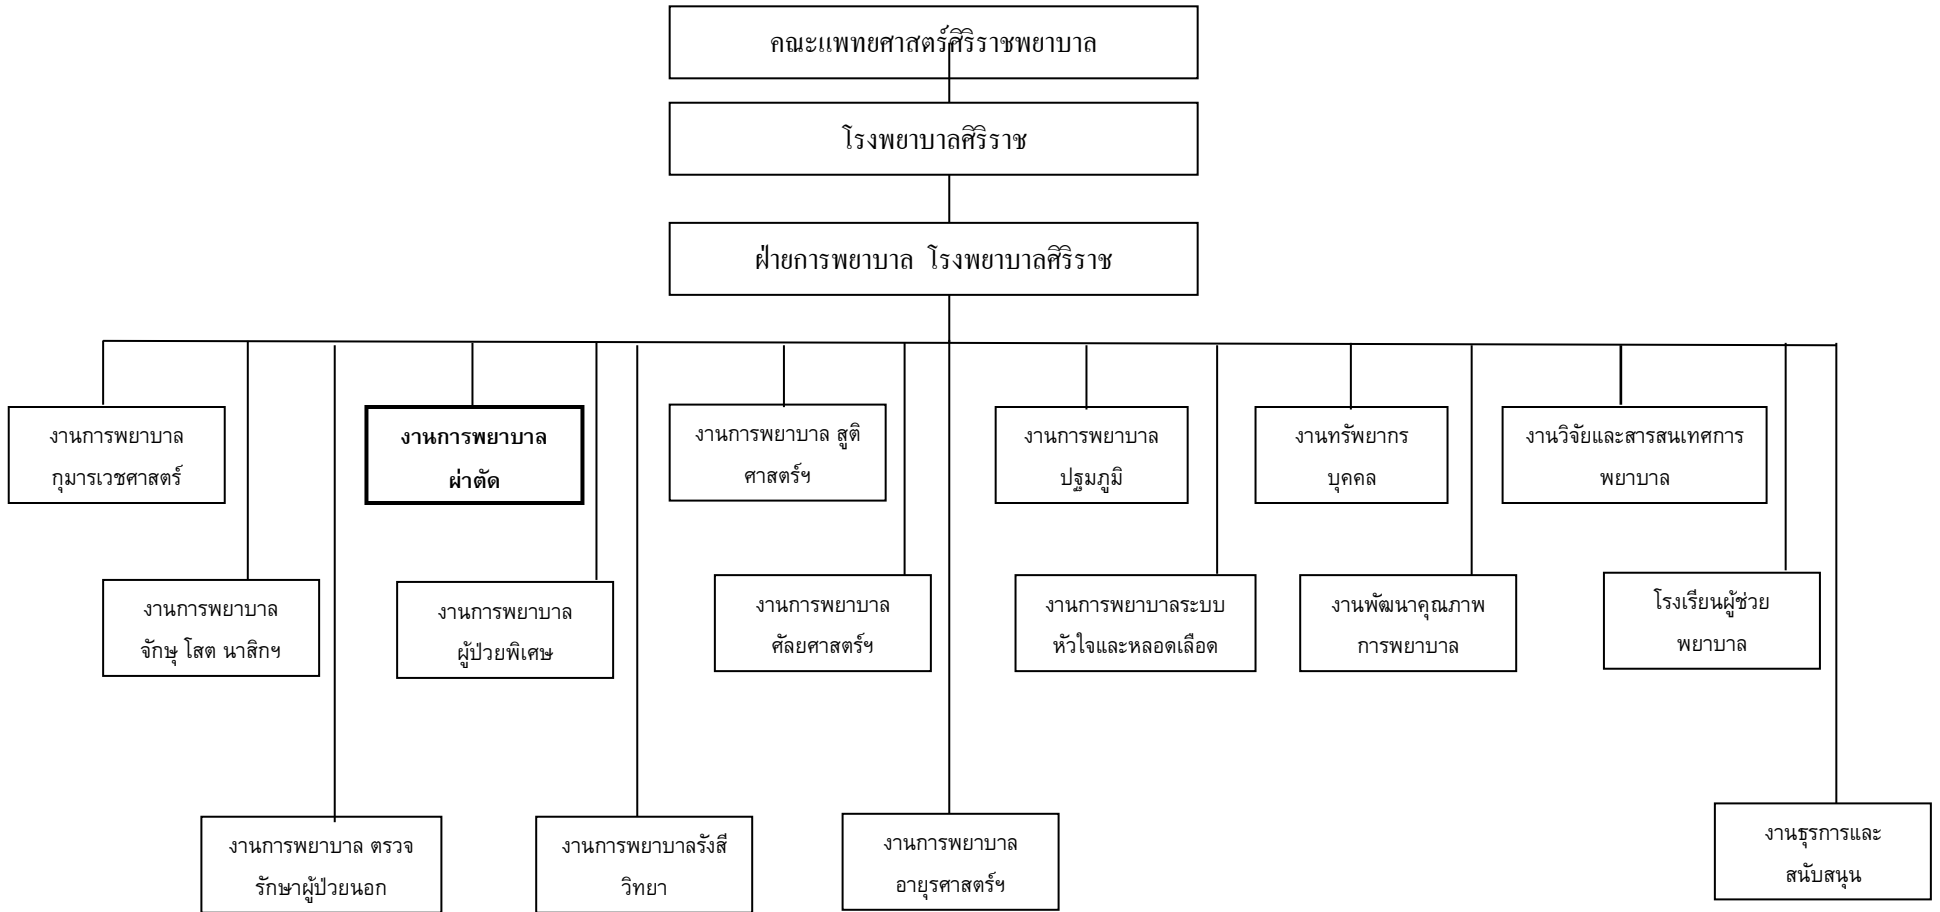 คณะแพทยศาสตร์ศิริราชพยาบาล
โรงพยาบาลศิริราช
ฝ่ายการพยาบาล โรงพยาบาลศิริราช
งานการพยาบาล
กุมารเวชศาสตร์
งานการพยาบาล
ผ่าตัด
งานการพยาบาล สูติ
ศาสตร์ฯ
งานการพยาบาล
ปฐมภูมิ
งานทรัพยากร
บุคคล
งานวิจัยและสารสนเทศการ
พยาบาล
งานการพยาบาล
จักษุ โสต นาสิกฯ
งานการพยาบาล
ผู้ป่วยพิเศษ
งานการพยาบาล
ศัลยศาสตร์ฯ
งานการพยาบาลระบบ
หัวใจและหลอดเลือด
งานพัฒนาคุณภาพ
การพยาบาล
โรงเรียนผู้ช่วย
พยาบาล
งานการพยาบาล ตรวจ
รักษาผู้ป่วยนอก
งานการพยาบาลรังสี
วิทยา
งานการพยาบาล
อายุรศาสตร์ฯ
งานธุรการและ
สนับสนุน